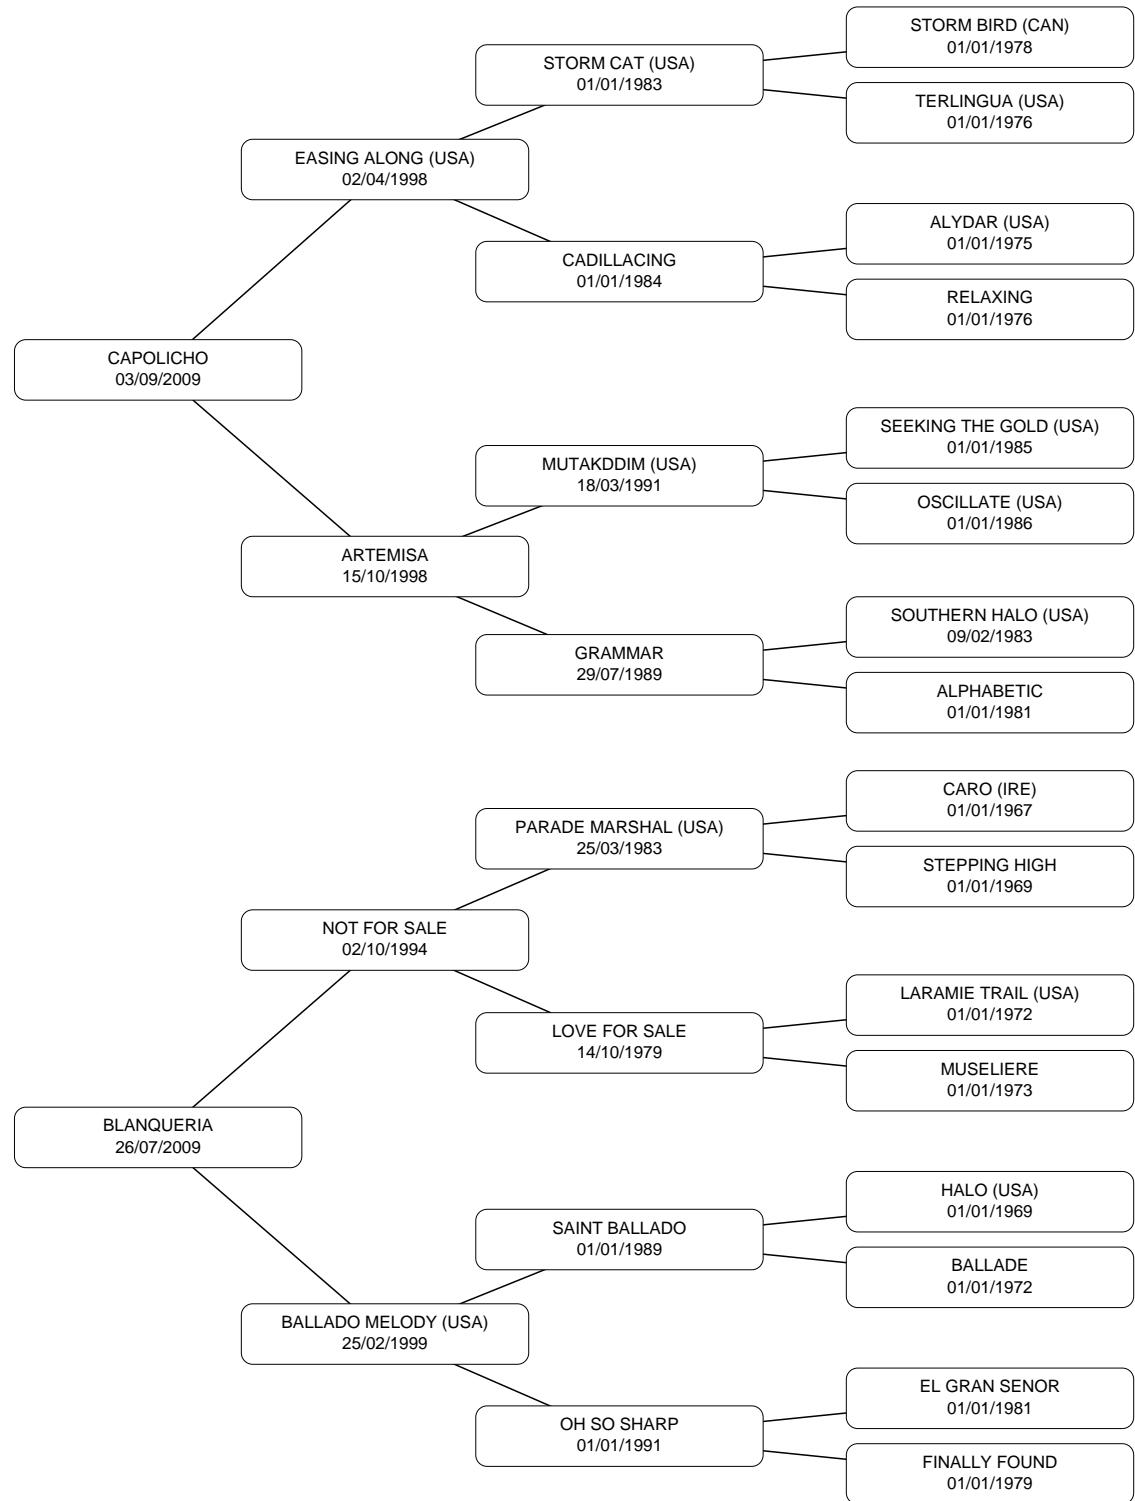 STORM BIRD (CAN)
01/01/1978
STORM CAT (USA)
01/01/1983
TERLINGUA (USA)
01/01/1976
EASING ALONG (USA)
02/04/1998
ALYDAR (USA)
01/01/1975
CADILLACING
01/01/1984
RELAXING
01/01/1976
CAPOLICHO
03/09/2009
SEEKING THE GOLD (USA)
01/01/1985
MUTAKDDIM (USA)
18/03/1991
OSCILLATE (USA)
01/01/1986
ARTEMISA
15/10/1998
SOUTHERN HALO (USA)
09/02/1983
GRAMMAR
29/07/1989
ALPHABETIC
01/01/1981
CARO (IRE)
01/01/1967
PARADE MARSHAL (USA)
25/03/1983
STEPPING HIGH
01/01/1969
NOT FOR SALE
02/10/1994
LARAMIE TRAIL (USA)
01/01/1972
LOVE FOR SALE
14/10/1979
MUSELIERE
01/01/1973
BLANQUERIA
26/07/2009
HALO (USA)
01/01/1969
SAINT BALLADO
01/01/1989
BALLADE
01/01/1972
BALLADO MELODY (USA)
25/02/1999
EL GRAN SENOR
01/01/1981
OH SO SHARP
01/01/1991
FINALLY FOUND
01/01/1979